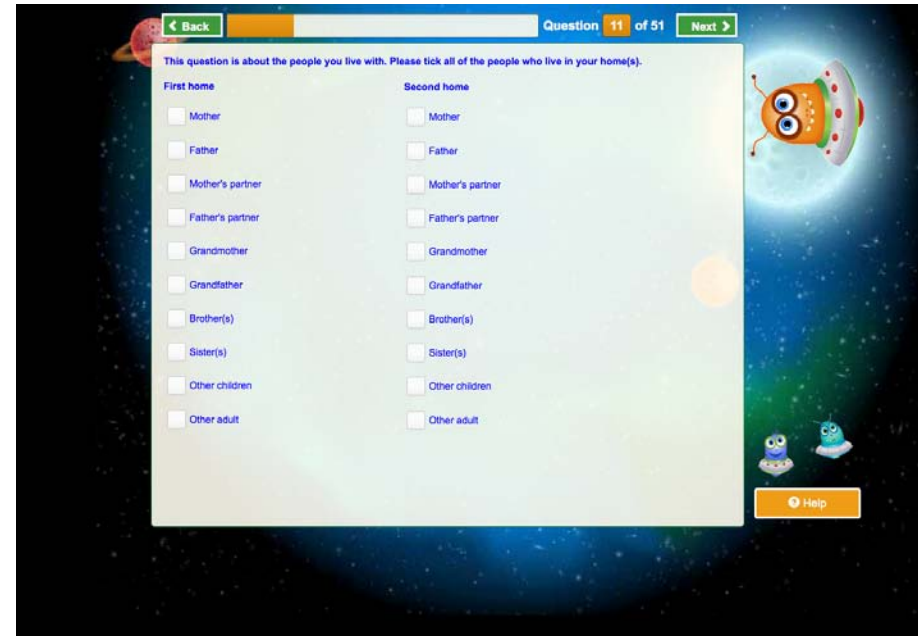 Back
Question 11 of 51
Next
This question is about the people you live with. Please tick all of the people who live in your home(s).
First home
Second home
Mother
Mother
Father
Father
Mother's partner
Mother's partner
Father's partner
Father's partner
Grandmother
Grandmother
Grandfather
Grandfather
Brother(s)
Brother(s)
Sister(s)
Sister(s)
Other children
Other children
Other adult
Other adult
Help